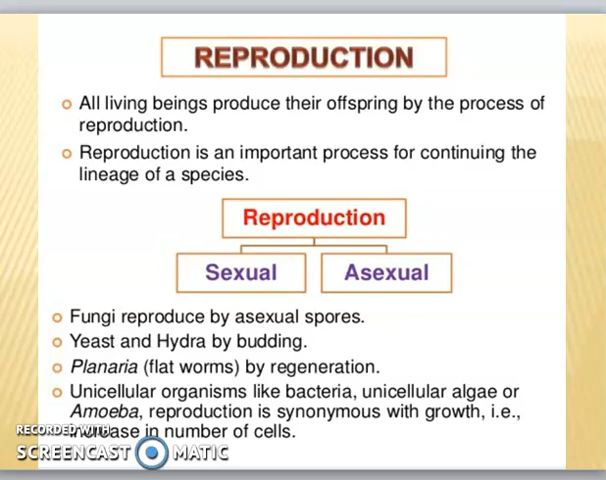 REPRODUCTION
All living beings produce their offspring by the process of
reproduction.
Reproduction is an important process for continuing the
lineage of a species.
Reproduction
Sexual Asexual
Fungi reproduce by asexual spores.
Yeast and Hydra by budding.
Planaria (flat worms) by regeneration.
Unicellular organisms like bacteria, unicellular algae or
Amoeba, reproduction is synonymous with growth, i.e.,
increase in number of cells.
RECORDED WITH
SCREENCAST MATIC